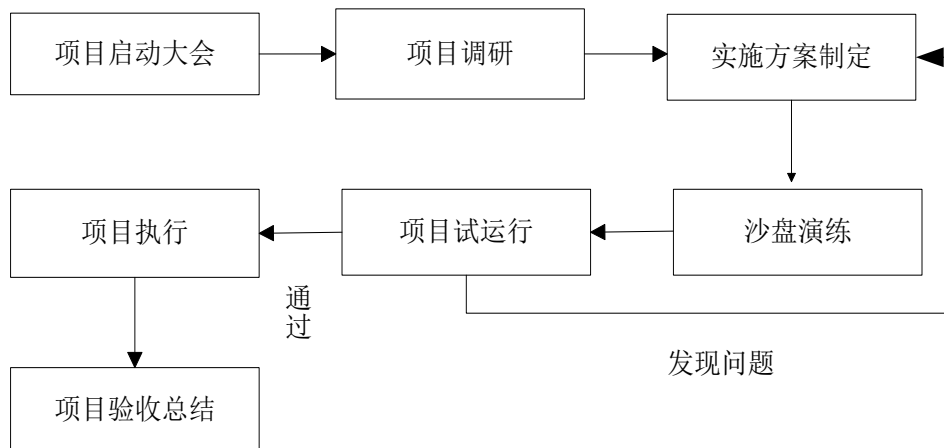 项目启动大会
项目调研
实施方案制定
项目执行
项目试运行
沙盘演练
通
过
发现问题
项目验收总结